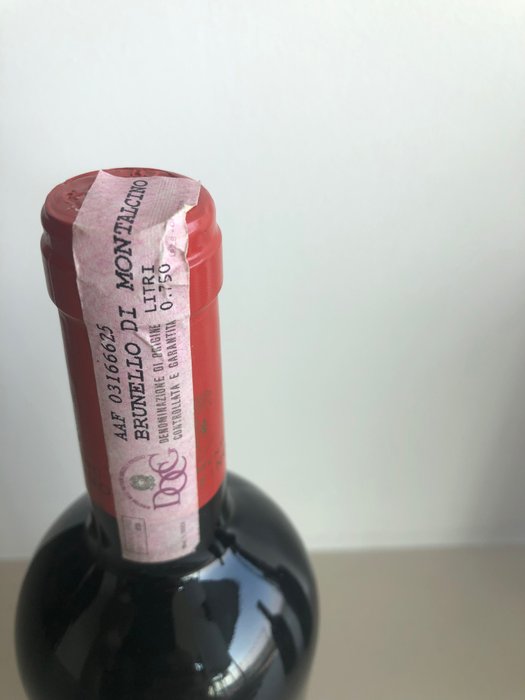 AAF 03166625
BRUNELLO DI MONTALCINO
DENOMINAZIONE DI ORIGINE
CONTROLLATA E GARANTITA
LITRI
0.750
DOCG